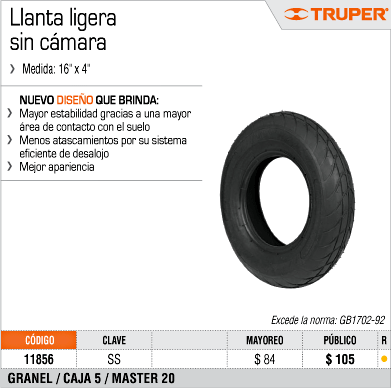 Llanta ligera
sin cámara
TRUPER®
❯ Medida: 16" x 4"
NUEVO DISEÑO QUE BRINDA:
❯ Mayor estabilidad gracias a una mayor
área de contacto con el suelo
❯ Menos atascamientos por su sistema
eficiente de desalojo
❯ Mejor apariencia
Excede la norma: GB1702-92
CÓDIGO CLAVE MAYOREO PÚBLICO R
11856 SS $ 84 $ 105
GRANEL / CAJA 5 / MASTER 20